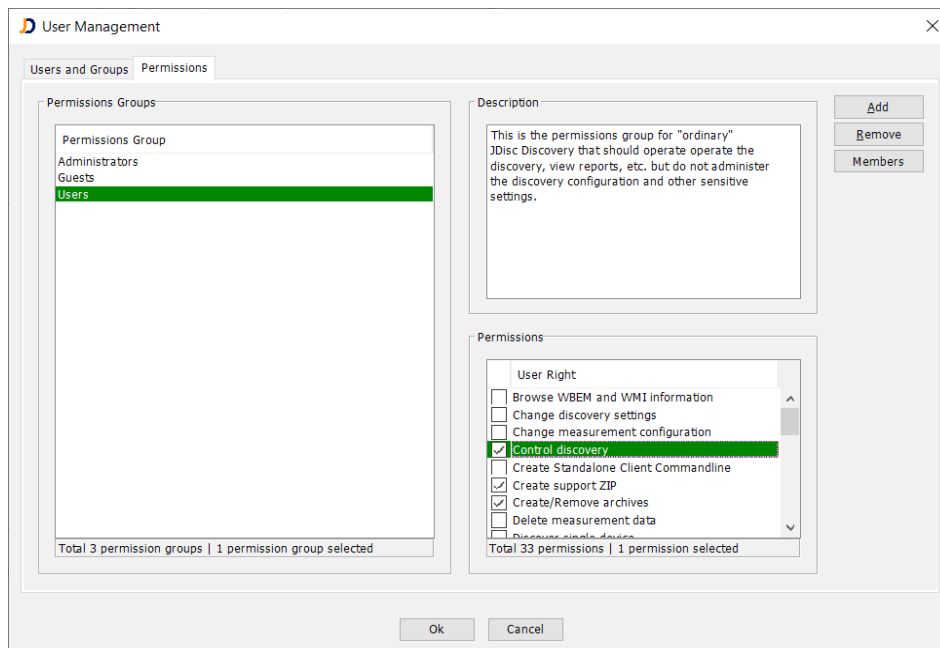 User Management
Users and Groups
Permissions
Permissions Groups
Permissions Group
Administrators
Guests
Users
Total 3 permission groups | 1 permission group selected
Description
This is the permissions group for "ordinary"
JDisc Discovery that should operate operate the
discovery, view reports, etc. but do not administer
the discovery configuration and other sensitive
settings.
Permissions
User Right
Browse WBEM and WMI information
Change discovery settings
Change measurement configuration
Control discovery
Create Standalone Client Commandline
Create support ZIP
Create/Remove archives
Delete measurement data
Discover single device
Total 33 permissions | 1 permission selected
Add
Remove
Members
Ok
Cancel